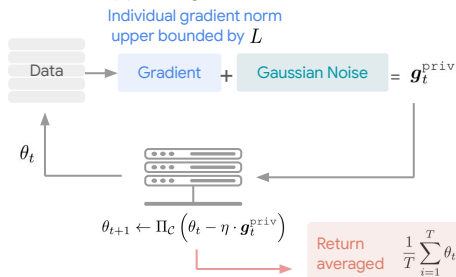 Individual gradient norm
upper bounded by L
Data
Gradient + Gaussian Noise = g_t^priv
θ_t
θ_{t+1} ← Π_C (θ_t − η · g_t^priv)
Return
averaged
1/T ∑_{i=1}^T θ_t